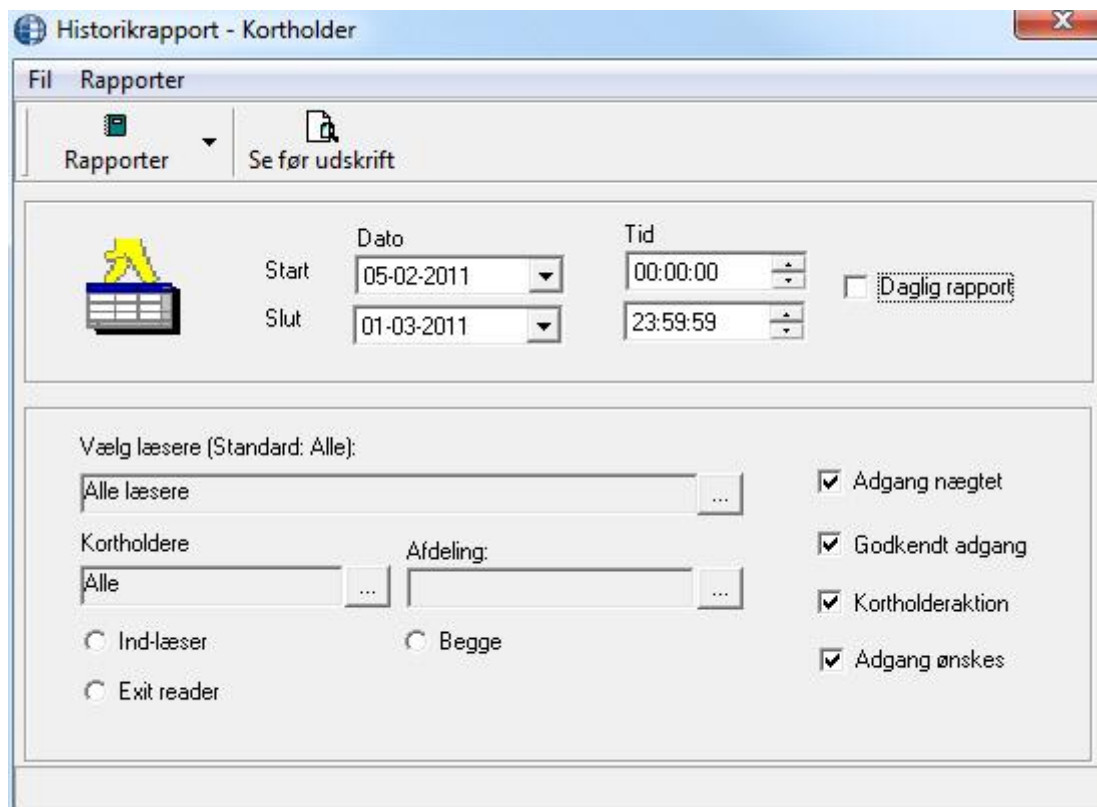 Historikrapport - Kortholder
Fil Rapporter
Rapporter Se før udskrift
Dato Tid
Start 05-02-2011 00:00:00 Daglig rapport
Slut 01-03-2011 23:59:59
Vælg læsere (Standard: Alle):
Alle læsere ... Adgang nægtet
Kortholdere Afdeling: Godkendt adgang
Alle ... ... Kortholderaktion
Ind-læser Begge Adgang ønskes
Exit reader